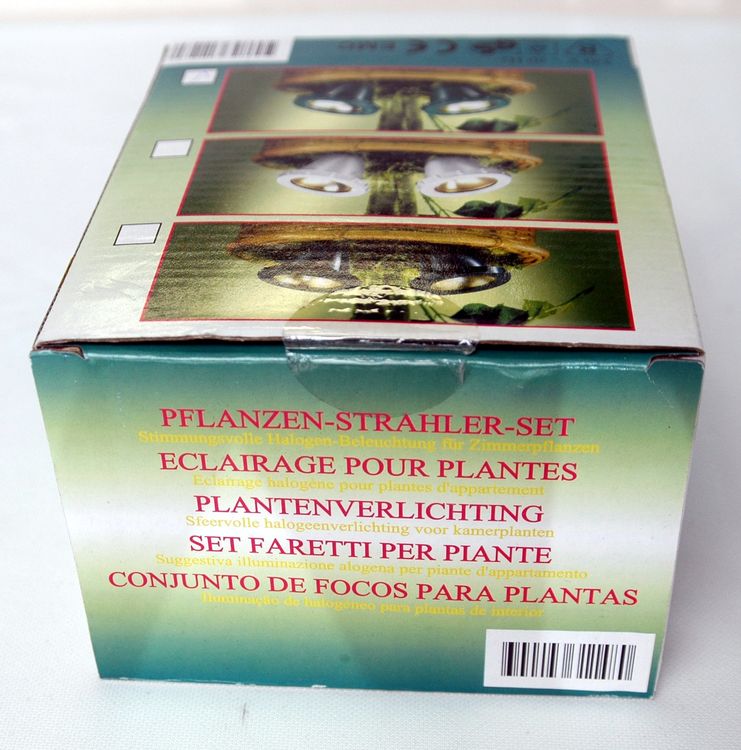 CE EMC
PFLANZEN-STRAHLER-SET
Stimmungsvolle Halogen-Beleuchtung für Zimmerpflanzen
ECLAIRAGE POUR PLANTES
Eclairage halogène pour plantes d'appartement
PLANTENVERLICHTING
Sfeervolle halogeenverlichting voor kamerplanten
SET FARETTI PER PIANTE
Suggestiva illuminazione alogena per piante d'appartamento
CONJUNTO DE FOCOS PARA PLANTAS
Iluminação de halogéneo para plantas de interior